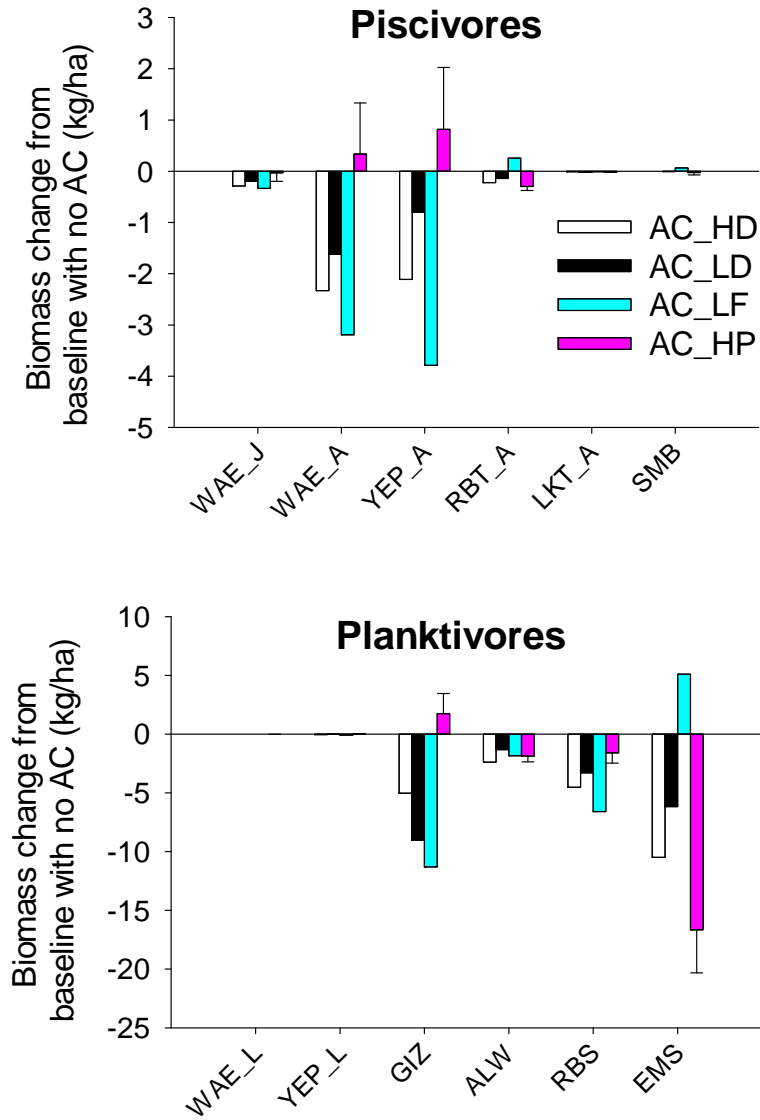 Piscivores
Biomass change from
baseline with no AC (kg/ha)
3
2
1
0
-1
-2
-3
-4
-5
AC_HD
AC_LD
AC_LF
AC_HP
WAE_J
WAE_A
YEP_A
RBT_A
LKT_A
SMB
Planktivores
Biomass change from
baseline with no AC (kg/ha)
10
5
0
-5
-10
-15
-20
-25
WAE_L
YEP_L
GIZ
ALW
RBS
EMS